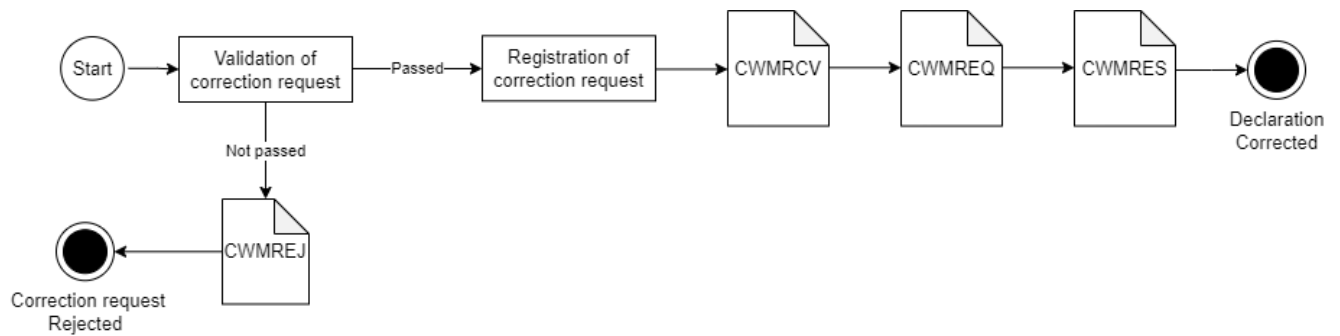 Start
Validation of
correction request
Passed
Registration of
correction request
CWMRCV
CWMREQ
CWMRES
Declaration
Corrected
Not passed
CWMREJ
Correction request
Rejected